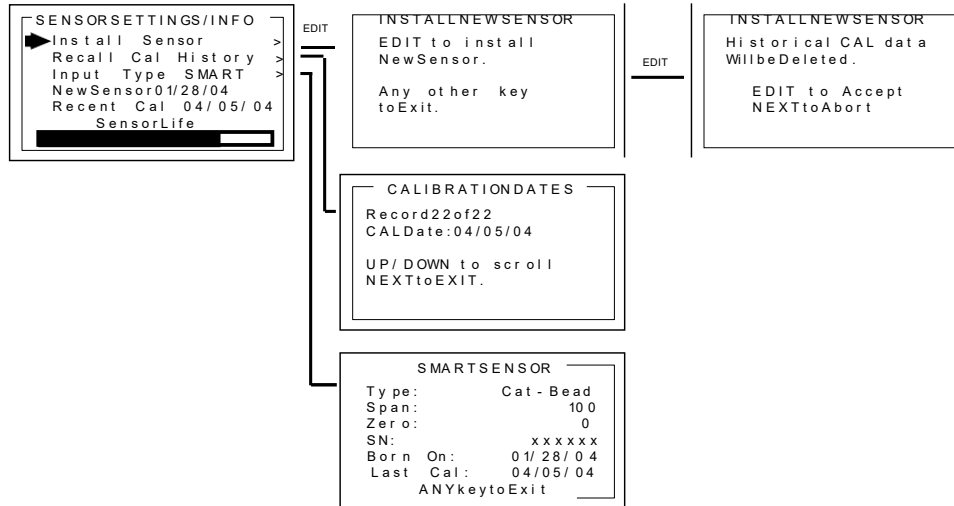 SENSORSETTINGS/INFO
Install Sensor >
Recall Cal History >
Input Type SMART >
NewSensor01/28/04
Recent Cal 04/05/04
SensorLife
EDIT
INSTALLNEWSENSOR
EDIT to install
NewSensor.
Any other key
toExit.
EDIT
INSTALLNEWSENSOR
Historical CAL data
WillbeDeleted.
EDIT to Accept
NEXTtoAbort
CALIBRATIONDATES
Record22of22
CALDate:04/05/04
UP/DOWN to scroll
NEXTtoEXIT.
SMARTSENSOR
Type: Cat-Bead
Span: 100
Zero: 0
SN: xxxxxx
Born On: 01/28/04
Last Cal: 04/05/04
ANYkeytoExit